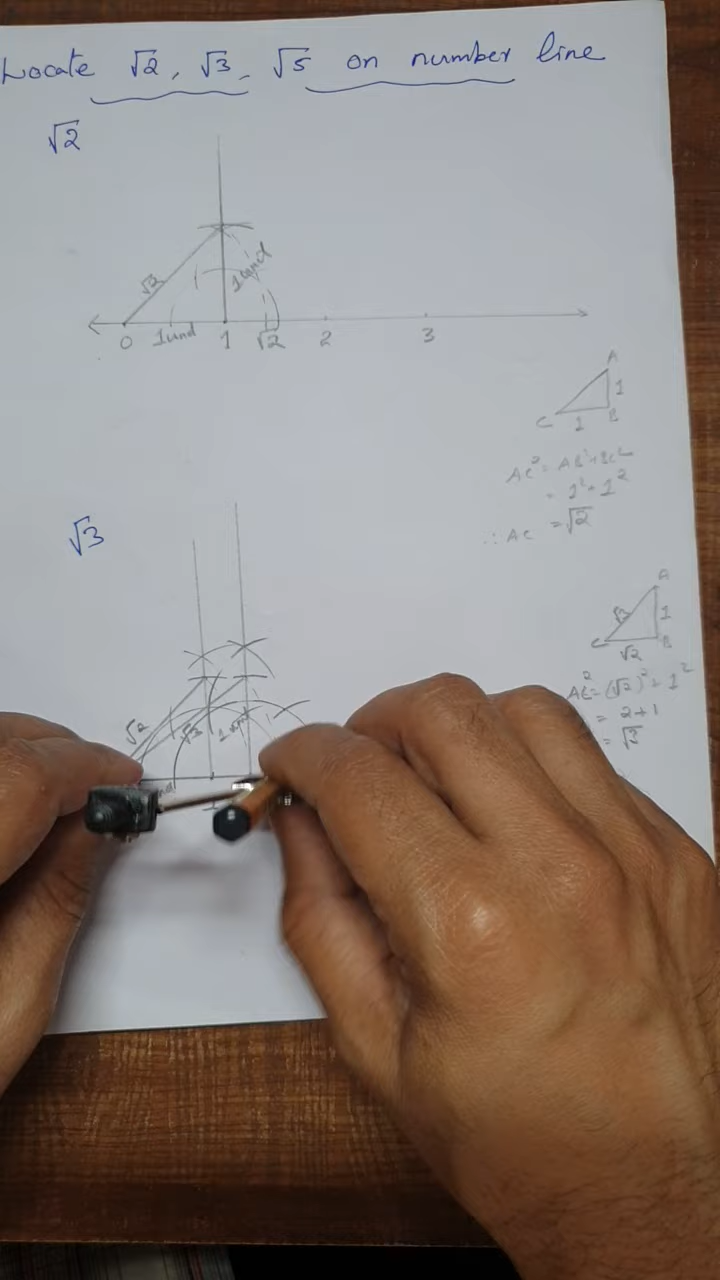 Locate √2, √3, √5 on number line
√2
√2
1 unit
0 1 unit 1 √2 2 3
A
1
C 1 B
AC² = AB² + BC²
= 1² + 1²
∴ AC = √2
√3
A
√3 1
C √2 B
AC² = (√2)² + 1²
= 2+1
= √3
√2 √3 1 unit
1